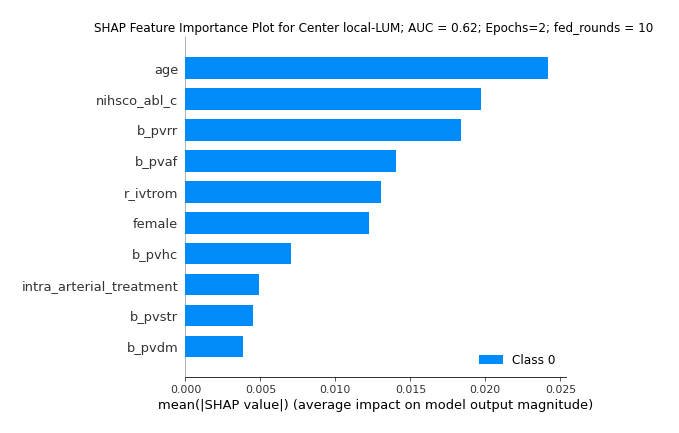 SHAP Feature Importance Plot for Center local-LUM; AUC = 0.62; Epochs=2; fed_rounds = 10
age
nihsco_abl_c
b_pvrr
b_pvaf
r_ivtrom
female
b_pvhc
intra_arterial_treatment
b_pvstr
b_pvdm
Class 0
0.000 0.005 0.010 0.015 0.020 0.025
mean(|SHAP value|) (average impact on model output magnitude)